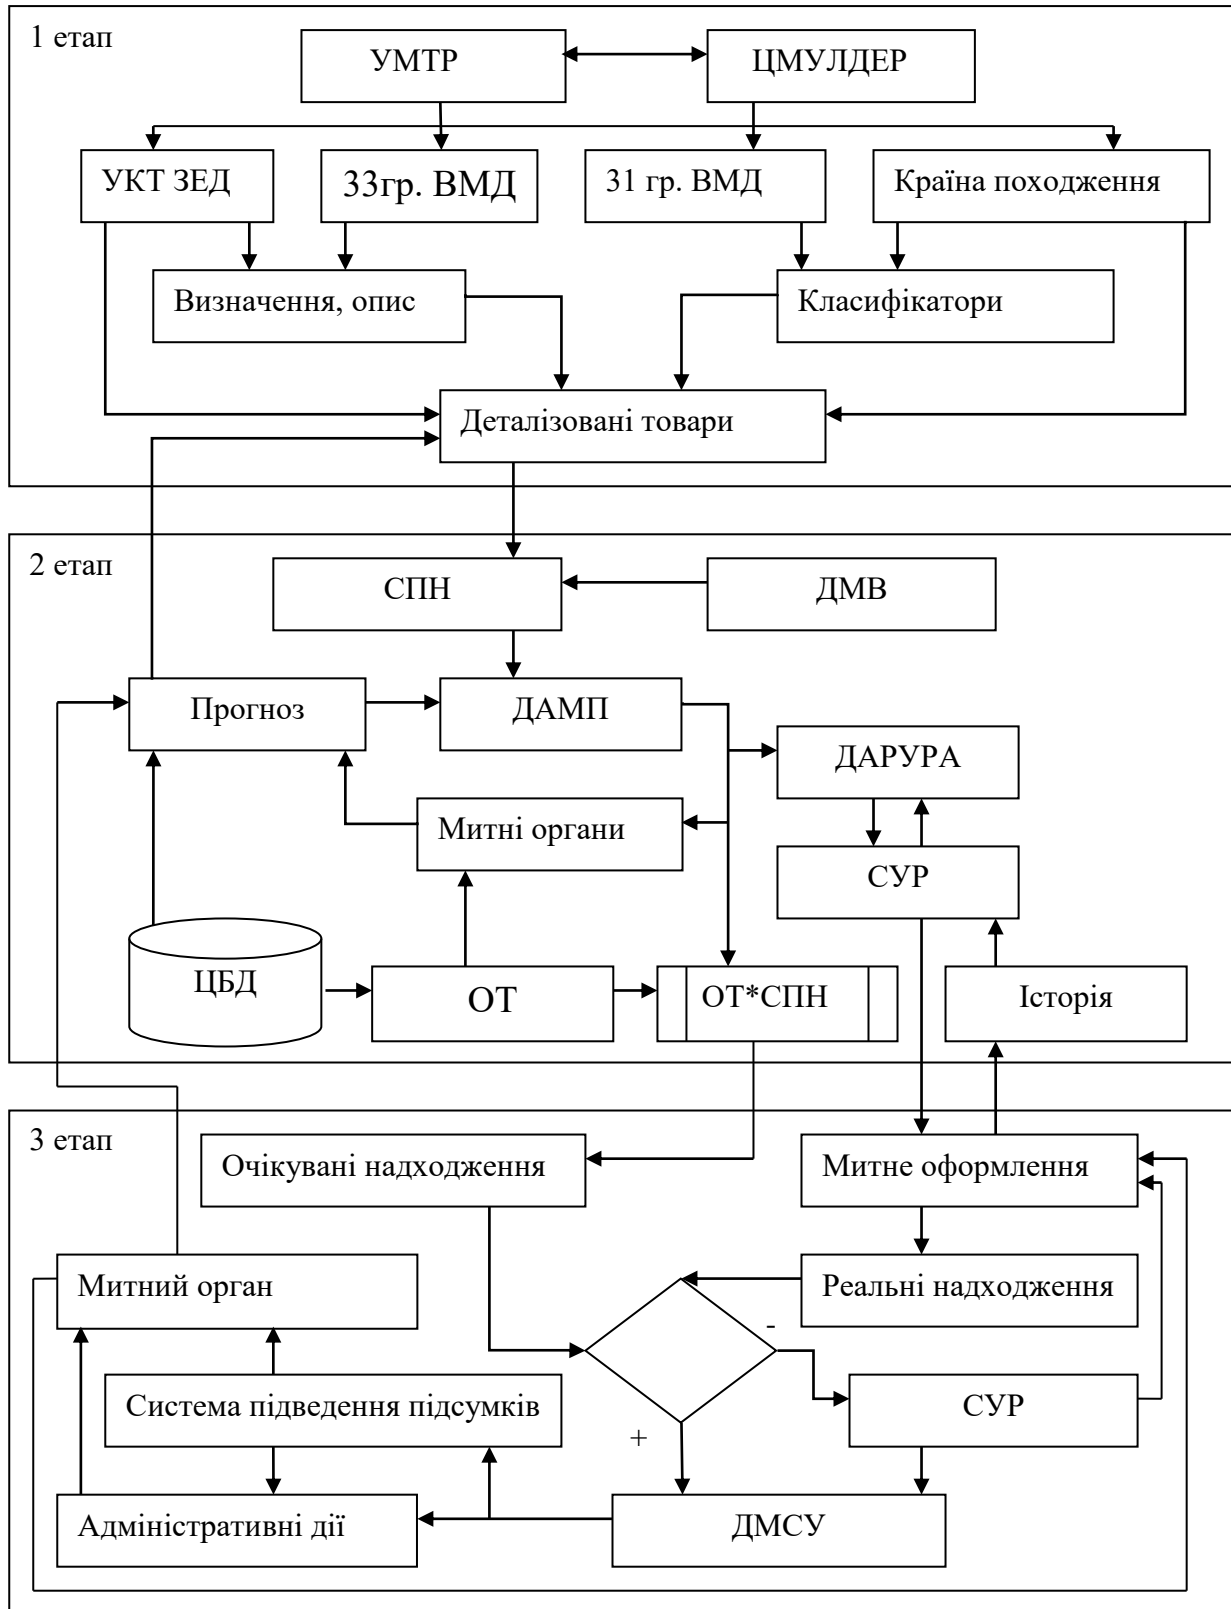 1 етап
УМТР
ЦМУЛДЕР
УКТ ЗЕД
33гр. ВМД
31 гр. ВМД
Країна походження
Визначення, опис
Класифікатори
Деталізовані товари
2 етап
СПН
ДМВ
Прогноз
ДАМП
ДАРУРА
Митні органи
СУР
ЦБД
ОТ
ОТ*СПН
Історія
3 етап
Очікувані надходження
Митне оформлення
Митний орган
Реальні надходження
-
Система підведення підсумків
СУР
+
Адміністративні дії
ДМСУ